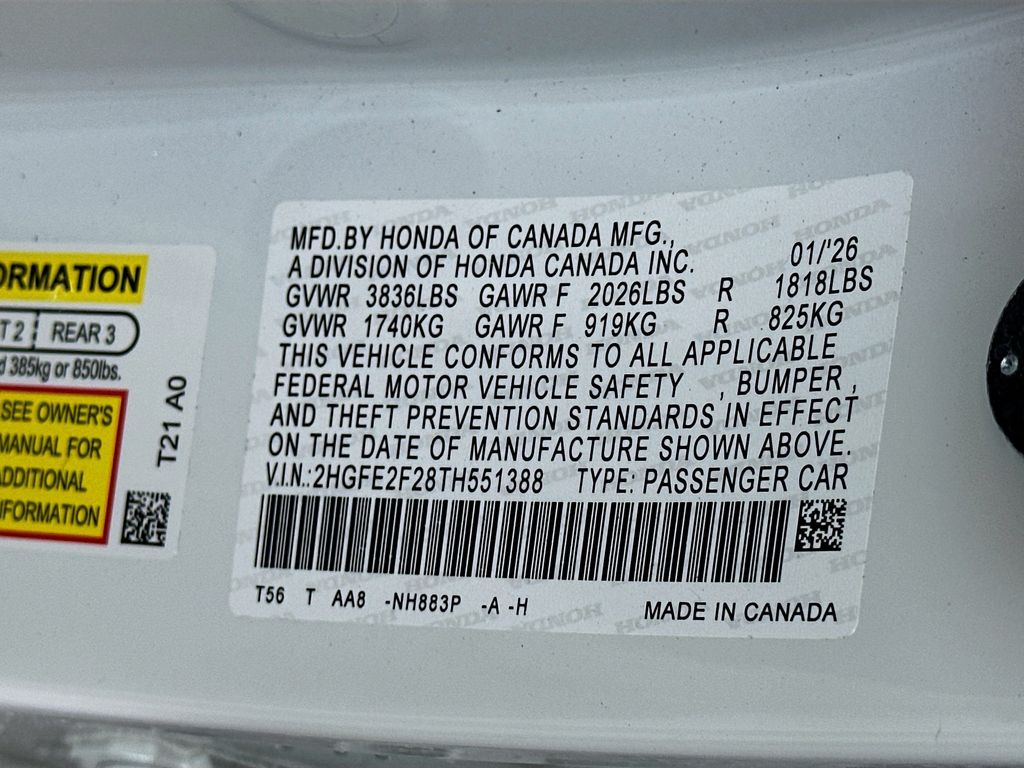 ORMATION
T 2 REAR 3
d 385kg or 850lbs.
SEE OWNER'S
MANUAL FOR
ADDITIONAL
NFORMATION
T21 A0
MFD.BY HONDA OF CANADA MFG.,
A DIVISION OF HONDA CANADA INC. 01/'26
GVWR 3836LBS GAWR F 2026LBS R 1818LBS
GVWR 1740KG GAWR F 919KG R 825KG
THIS VEHICLE CONFORMS TO ALL APPLICABLE
FEDERAL MOTOR VEHICLE SAFETY , BUMPER ,
AND THEFT PREVENTION STANDARDS IN EFFECT
ON THE DATE OF MANUFACTURE SHOWN ABOVE.
V.I.N.:2HGFE2F28TH551388 TYPE: PASSENGER CAR
T56 T AA8 -NH883P -A -H
MADE IN CANADA